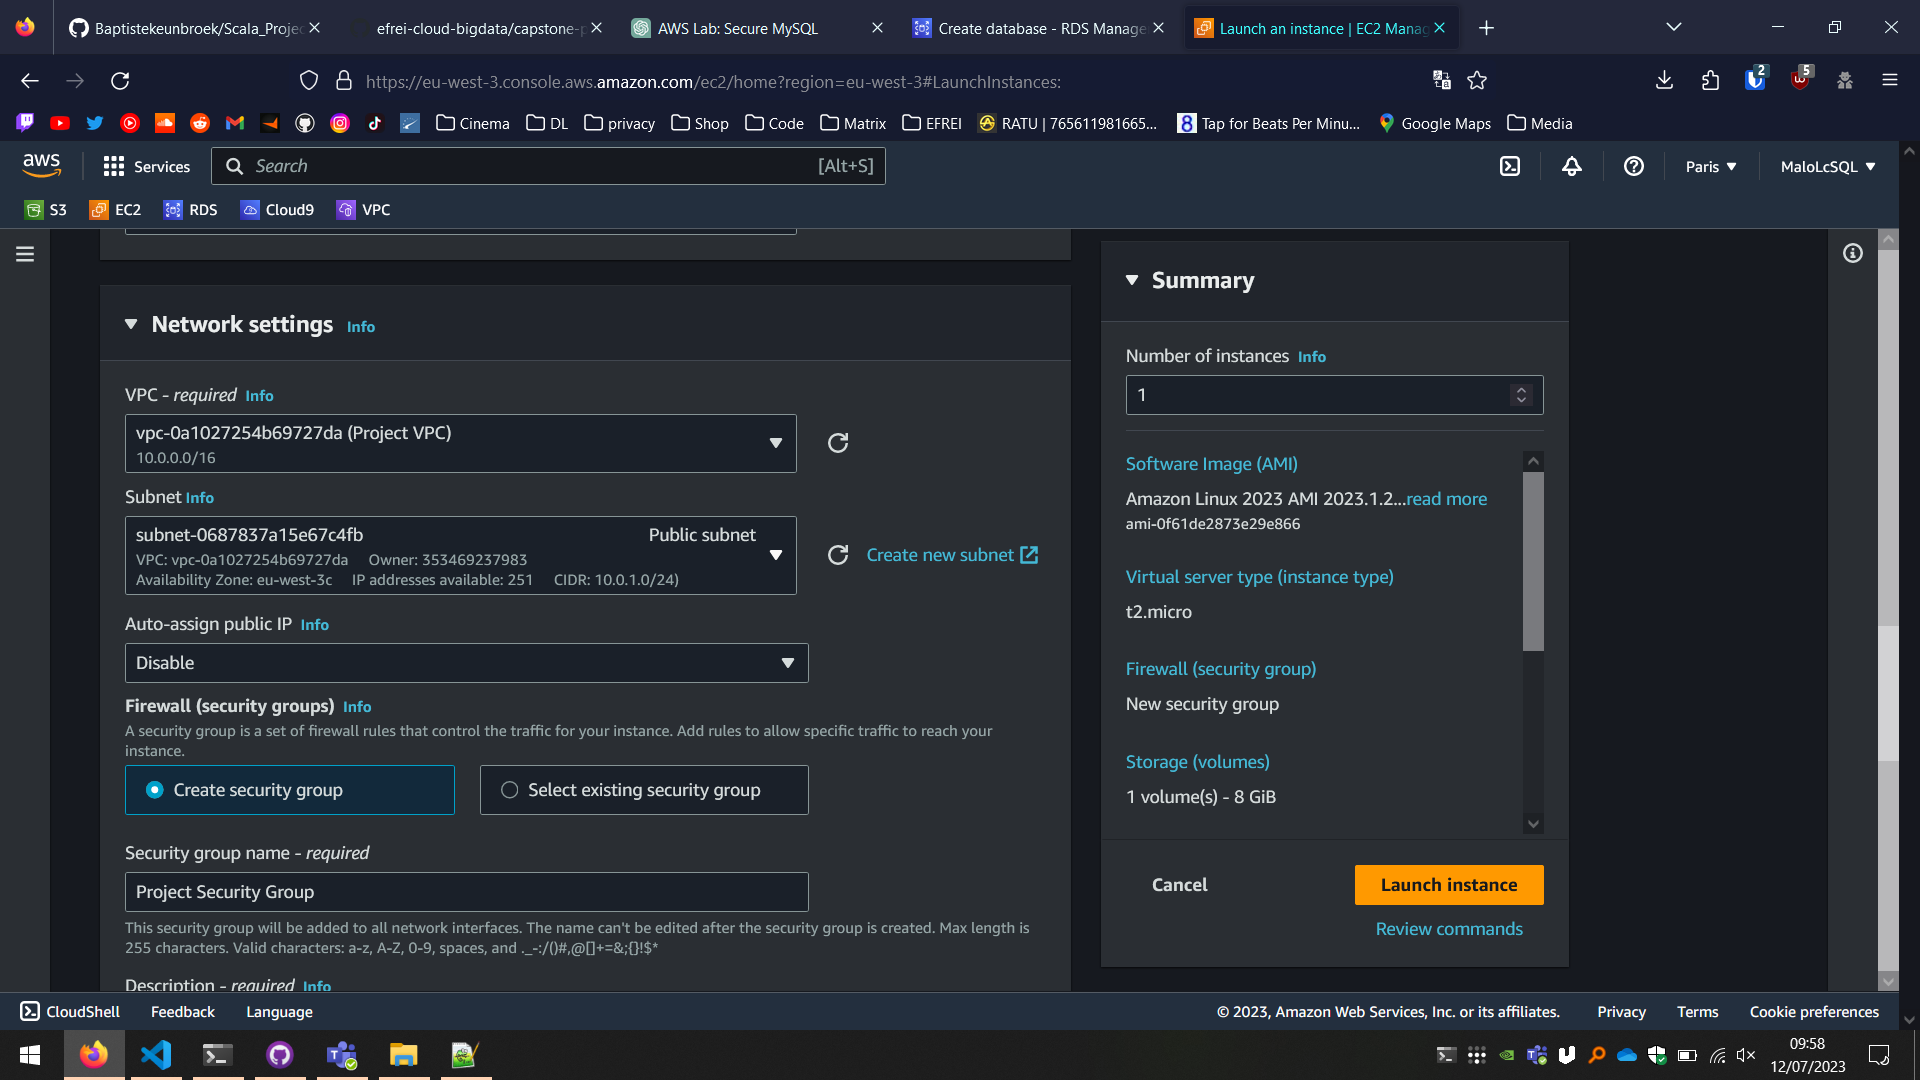 Baptistekeunbroek/Scala_Projec
efrei-cloud-bigdata/capstone-p
AWS Lab: Secure MySQL
Create database - RDS Manage
Launch an instance | EC2 Manag
https://eu-west-3.console.aws.amazon.com/ec2/home?region=eu-west-3#LaunchInstances:
2
5
Cinema
DL
privacy
Shop
Code
Matrix
EFREI
RATU | 765611981665...
8 Tap for Beats Per Minu...
Google Maps
Media
aws
Services
Search
[Alt+S]
Paris
MaloLcSQL
S3
EC2
RDS
Cloud9
VPC
Network settings Info
VPC - required Info
vpc-0a1027254b69727da (Project VPC)
10.0.0.0/16
Subnet Info
subnet-0687837a15e67c4fb Public subnet
VPC: vpc-0a1027254b69727da Owner: 353469237983
Availability Zone: eu-west-3c IP addresses available: 251 CIDR: 10.0.1.0/24)
Create new subnet
Auto-assign public IP Info
Disable
Firewall (security groups) Info
A security group is a set of firewall rules that control the traffic for your instance. Add rules to allow specific traffic to reach your
instance.
Create security group
Select existing security group
Security group name - required
Project Security Group
This security group will be added to all network interfaces. The name can't be edited after the security group is created. Max length is
255 characters. Valid characters: a-z, A-Z, 0-9, spaces, and ._-:/()#,@[]+=&;{}!$*
Description - required Info
Summary
Number of instances Info
1
Software Image (AMI)
Amazon Linux 2023 AMI 2023.1.2...read more
ami-0f61de2873e29e866
Virtual server type (instance type)
t2.micro
Firewall (security group)
New security group
Storage (volumes)
1 volume(s) - 8 GiB
Cancel
Launch instance
Review commands
CloudShell
Feedback
Language
© 2023, Amazon Web Services, Inc. or its affiliates.
Privacy
Terms
Cookie preferences
09:58
12/07/2023